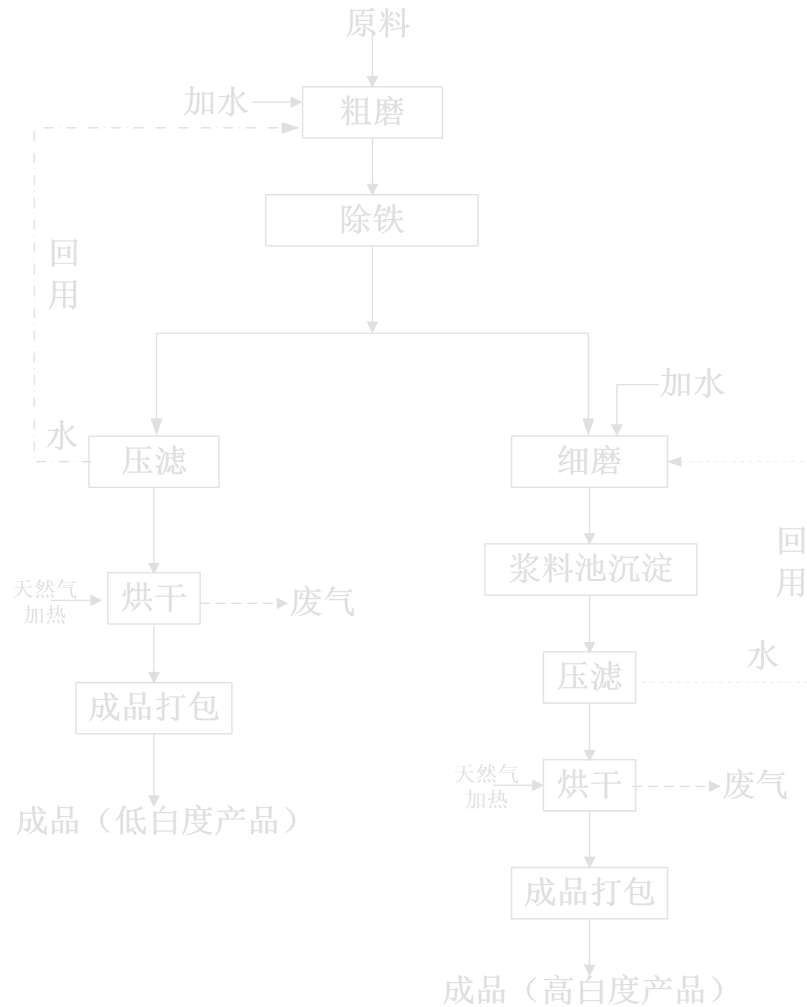 原料
加水
粗磨
除铁
回
用
加水
水
压滤
细磨
回
用
浆料池沉淀
天然气
加热
烘干
废气
水
压滤
成品打包
天然气
加热
烘干
废气
成品（低白度产品）
成品打包
成品（高白度产品）